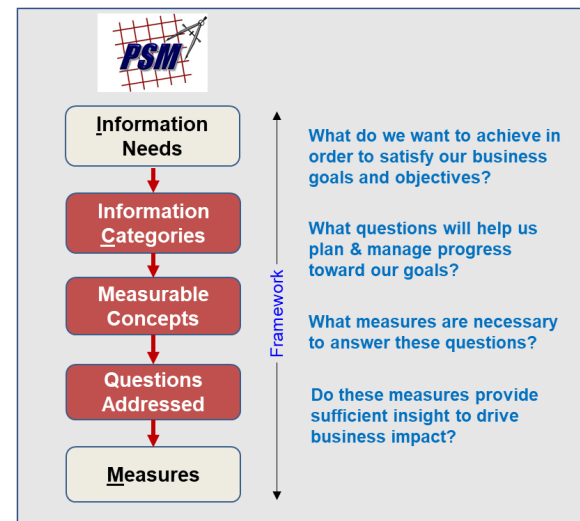 PSM
Information
Needs
Information
Categories
Measurable
Concepts
Questions
Addressed
Measures
Framework
What do we want to achieve in
order to satisfy our business
goals and objectives?
What questions will help us
plan & manage progress
toward our goals?
What measures are necessary
to answer these questions?
Do these measures provide
sufficient insight to drive
business impact?